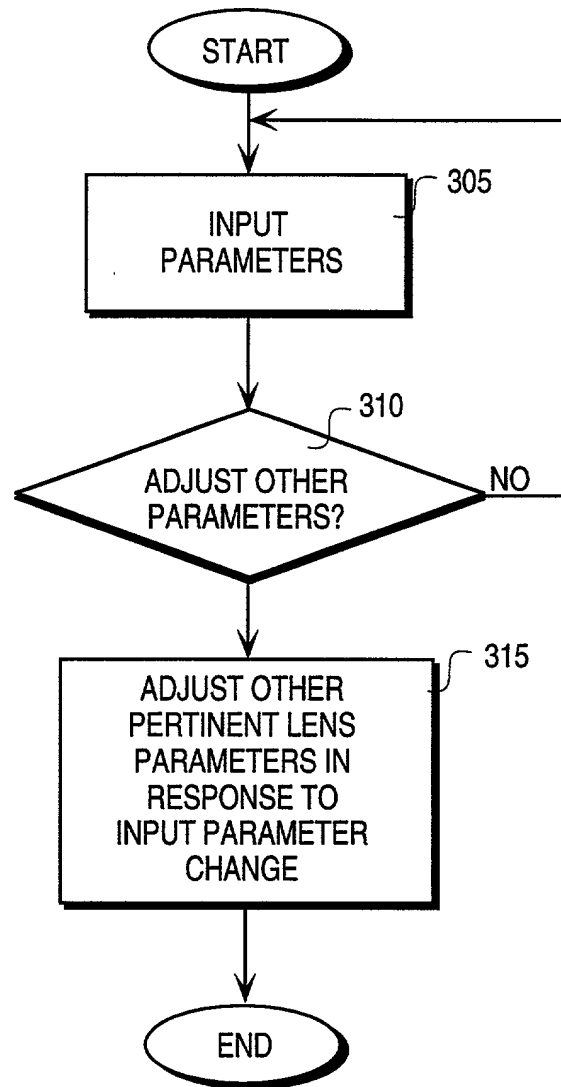 START
305
INPUT
PARAMETERS
310
ADJUST OTHER
PARAMETERS?
NO
315
ADJUST OTHER
PERTINENT LENS
PARAMETERS IN
RESPONSE TO
INPUT PARAMETER
CHANGE
END